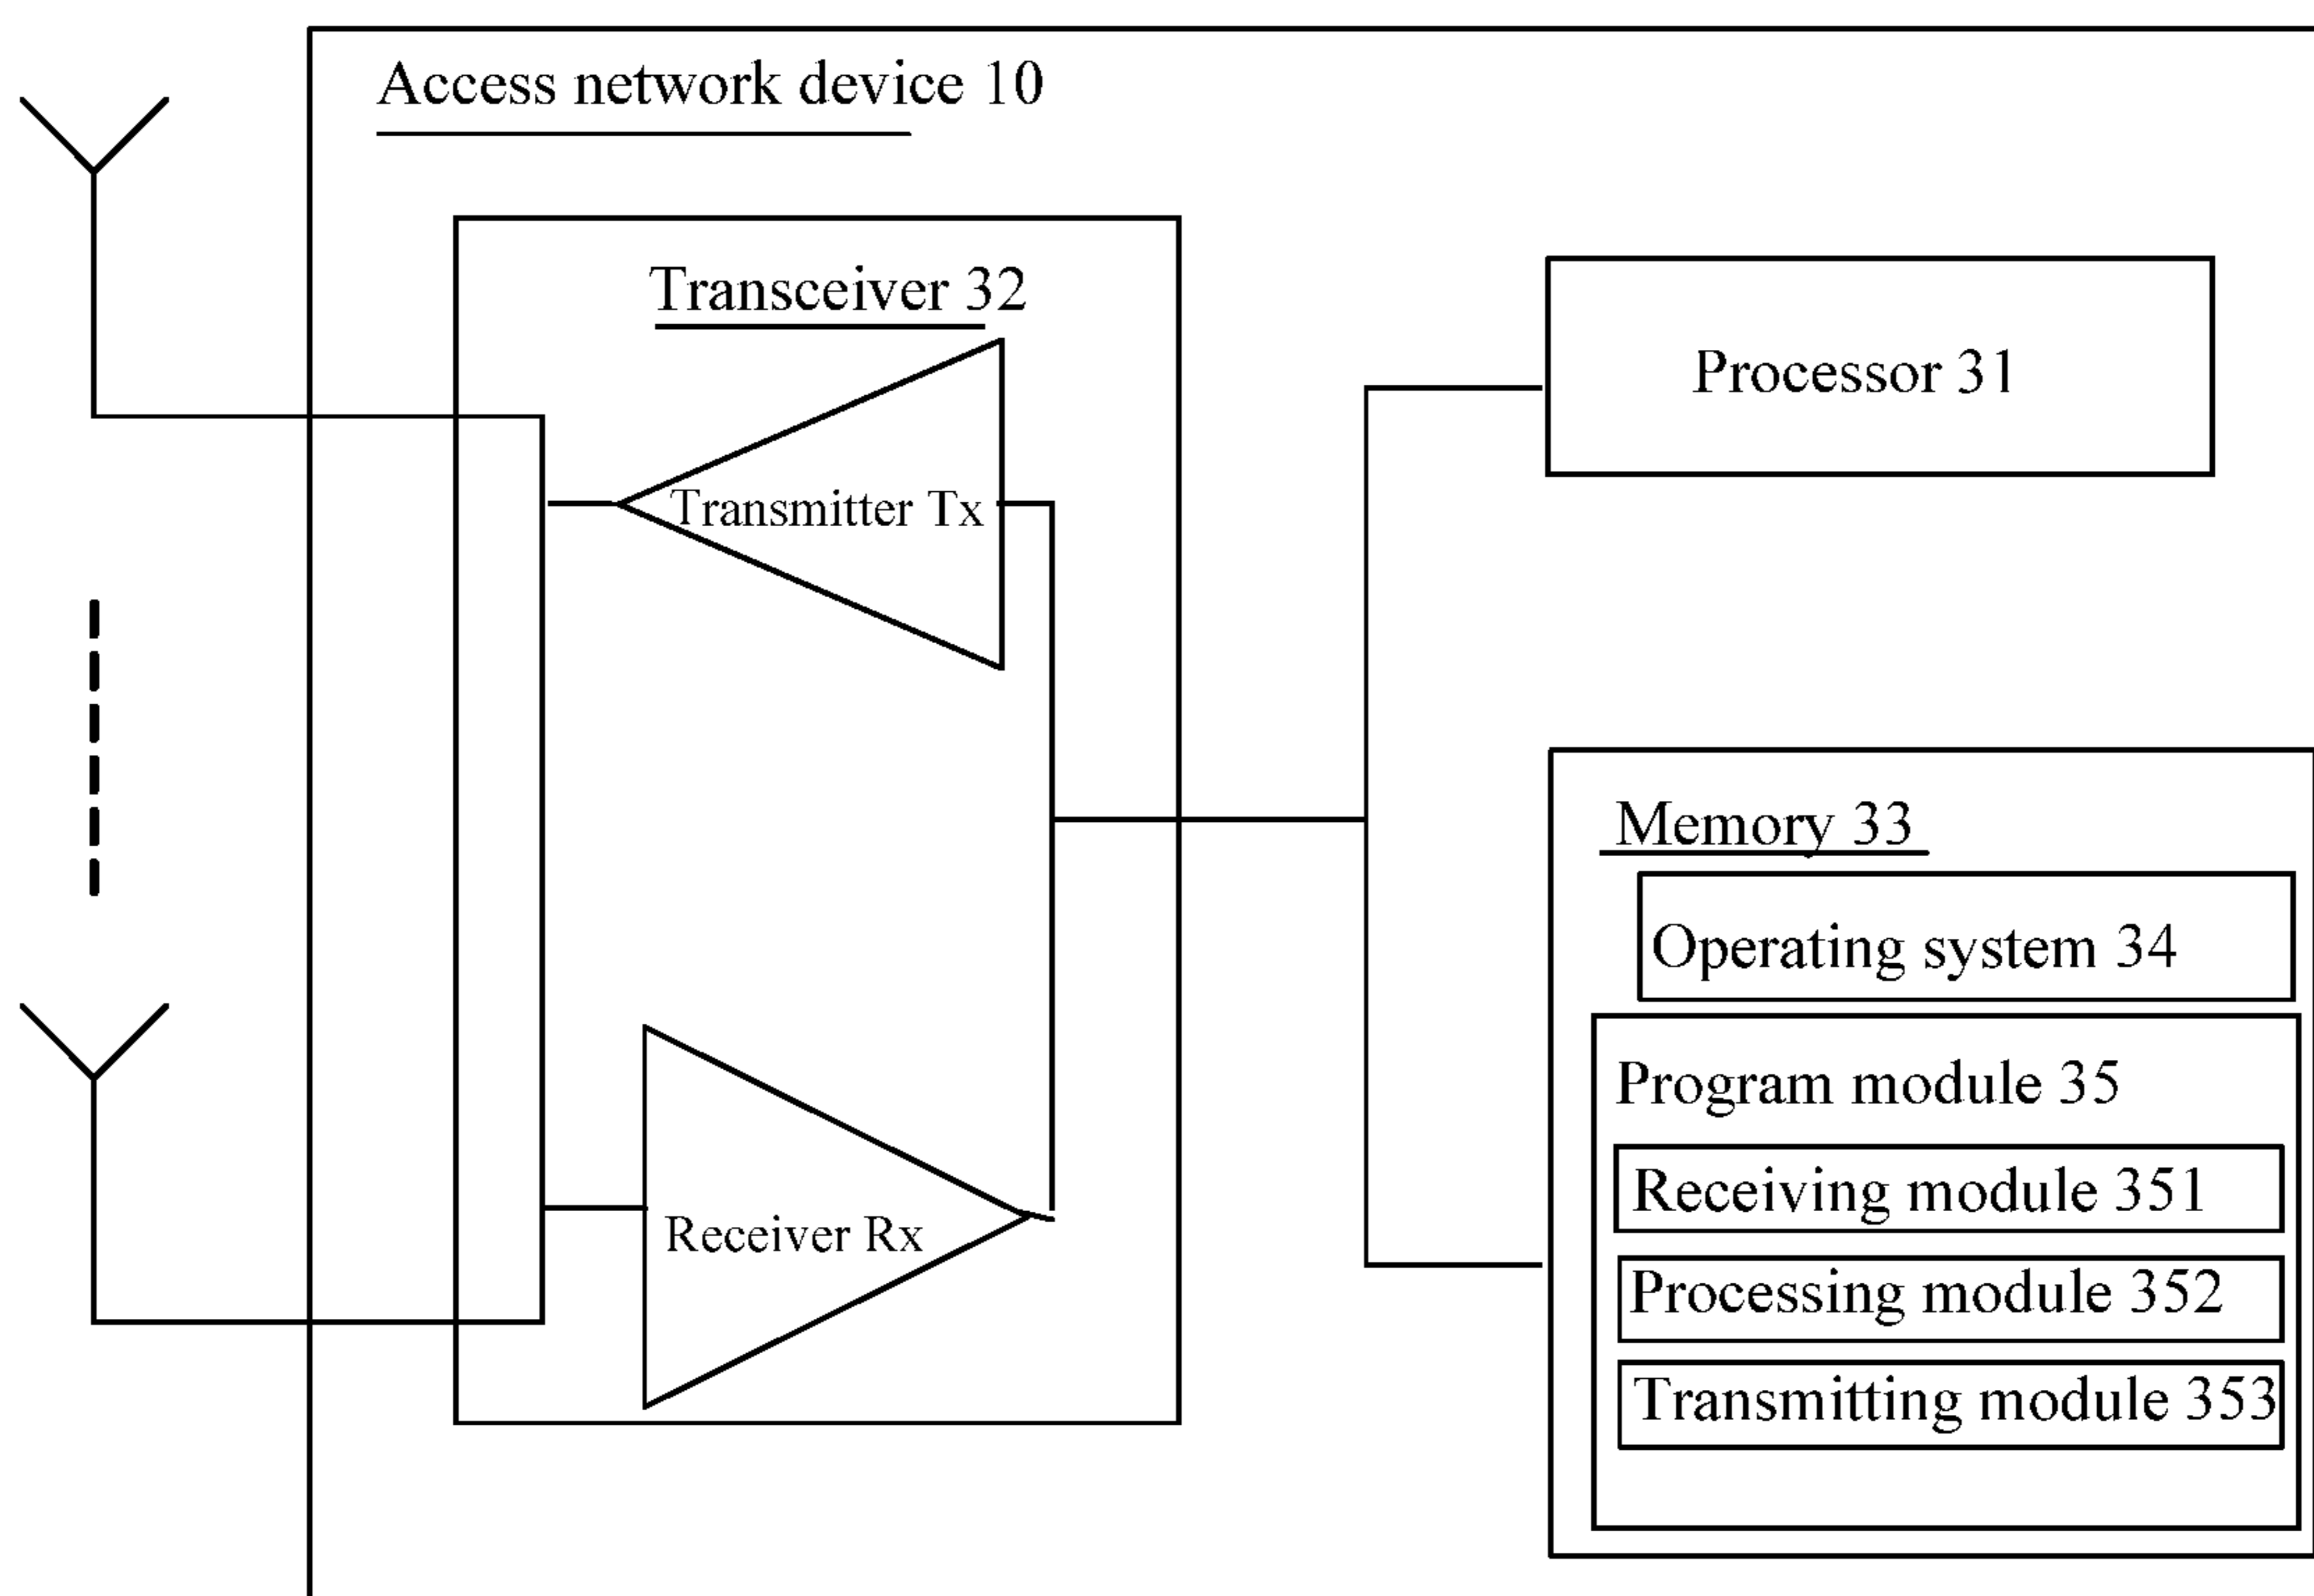 Access network device 10
Transceiver 32
Transmitter Tx
Receiver Rx
Processor 31
Memory 33
Operating system 34
Program module 35
Receiving module 351
Processing module 352
Transmitting module 353